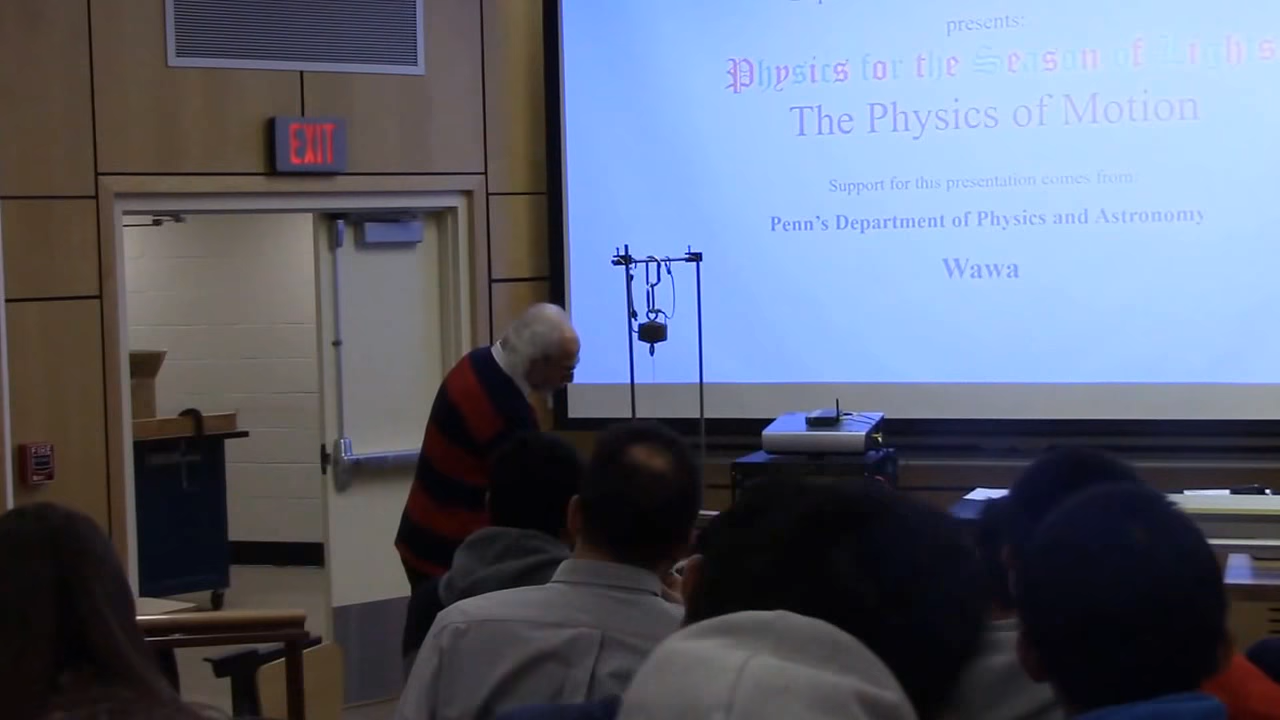 presents:
Physics for the Season of Lights
The Physics of Motion
Support for this presentation comes from:
Penn's Department of Physics and Astronomy
Wawa
EXIT
FIRE